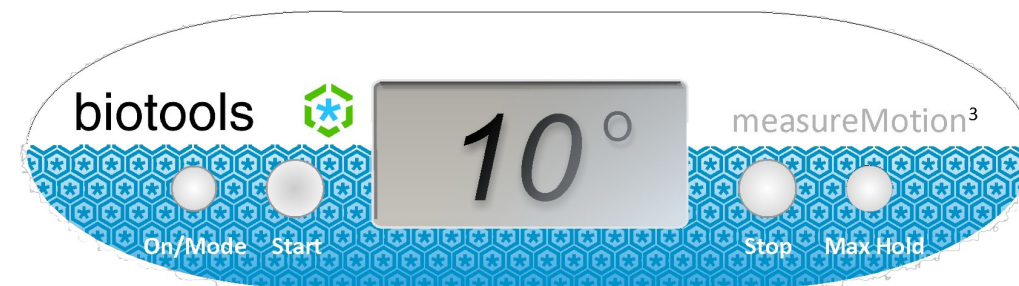 biotools
10°
measureMotion³
On/Mode
Start
Stop
Max Hold